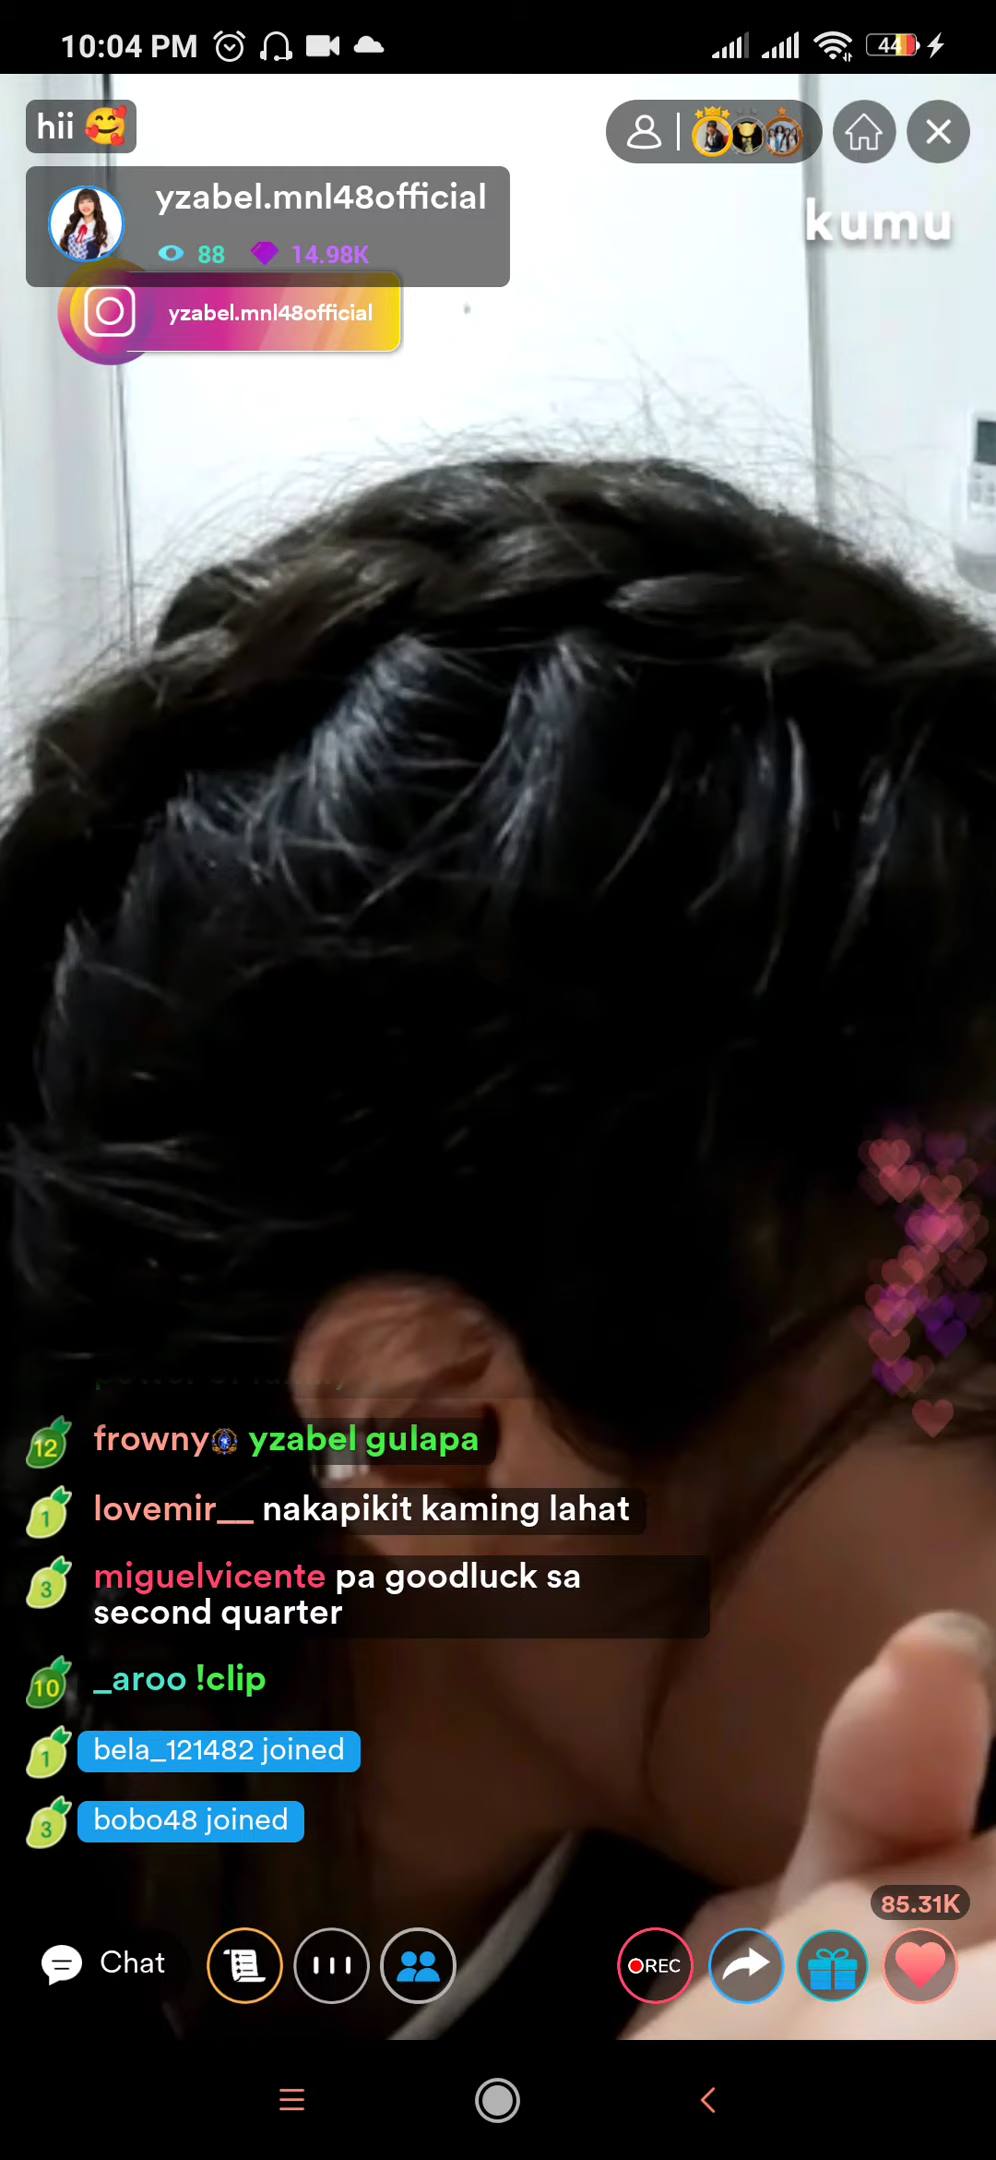 10:04 PM
44
hii 🥰
yzabel.mnl48official
88 14.98K
kumu
yzabel.mnl48official
12 frowny yzabel gulapa
1 lovemir__ nakapikit kaming lahat
3 miguelvicente pa goodluck sa
second quarter
10 _aroo !clip
1 bela_121482 joined
3 bobo48 joined
85.31K
Chat
REC